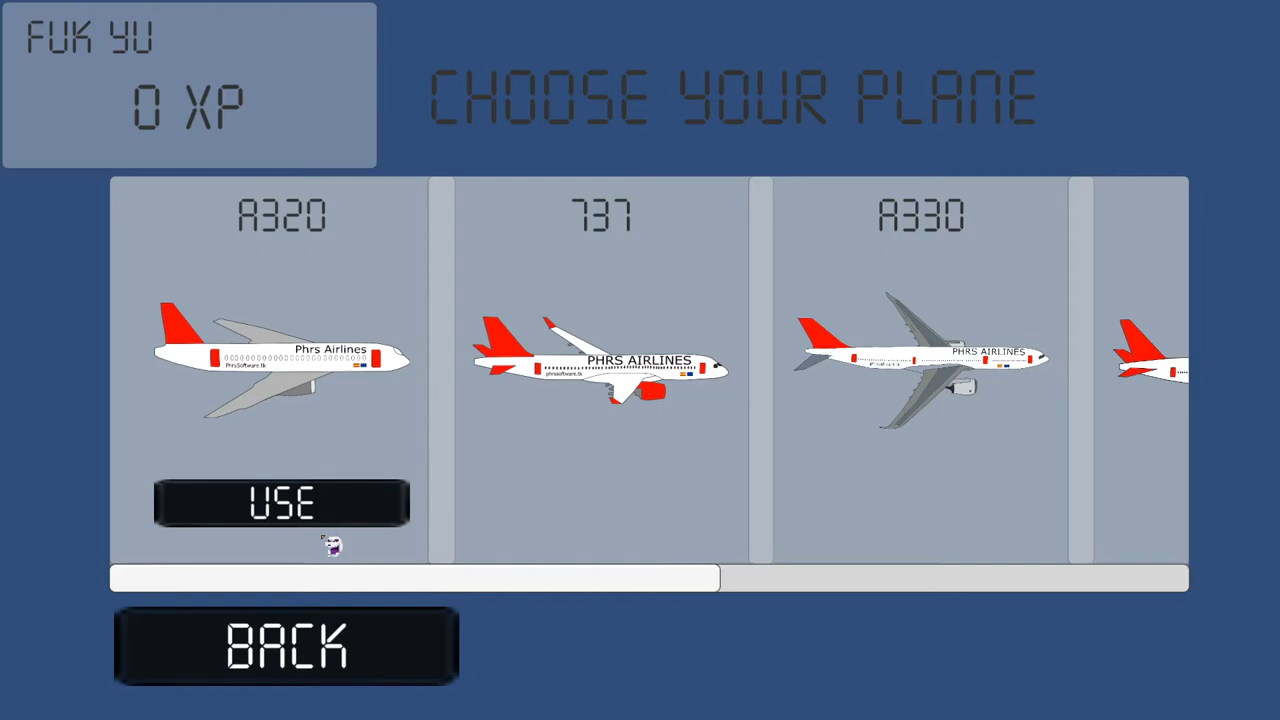 FUK YU
0 XP
CHOOSE YOUR PLANE
A320
737
A330
Phrs Airlines
PhrsSoftware.tk
PHRS AIRLINES
phrssoftware.tk
PHRS AIRLINES
USE
BACK